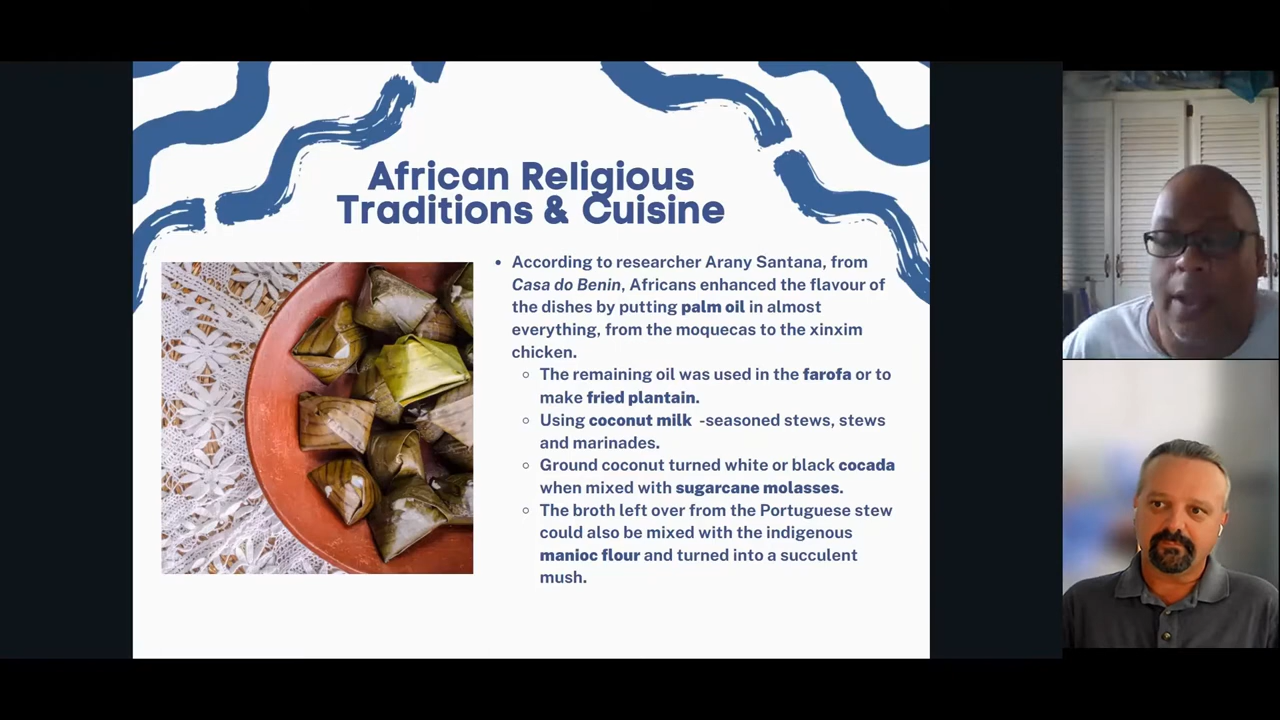 African Religious
Traditions & Cuisine
• According to researcher Arany Santana, from
Casa do Benin, Africans enhanced the flavour of
the dishes by putting palm oil in almost
everything, from the moquecas to the xinxim
chicken.
○ The remaining oil was used in the farofa or to
make fried plantain.
○ Using coconut milk -seasoned stews, stews
and marinades.
○ Ground coconut turned white or black cocada
when mixed with sugarcane molasses.
○ The broth left over from the Portuguese stew
could also be mixed with the indigenous
manioc flour and turned into a succulent
mush.